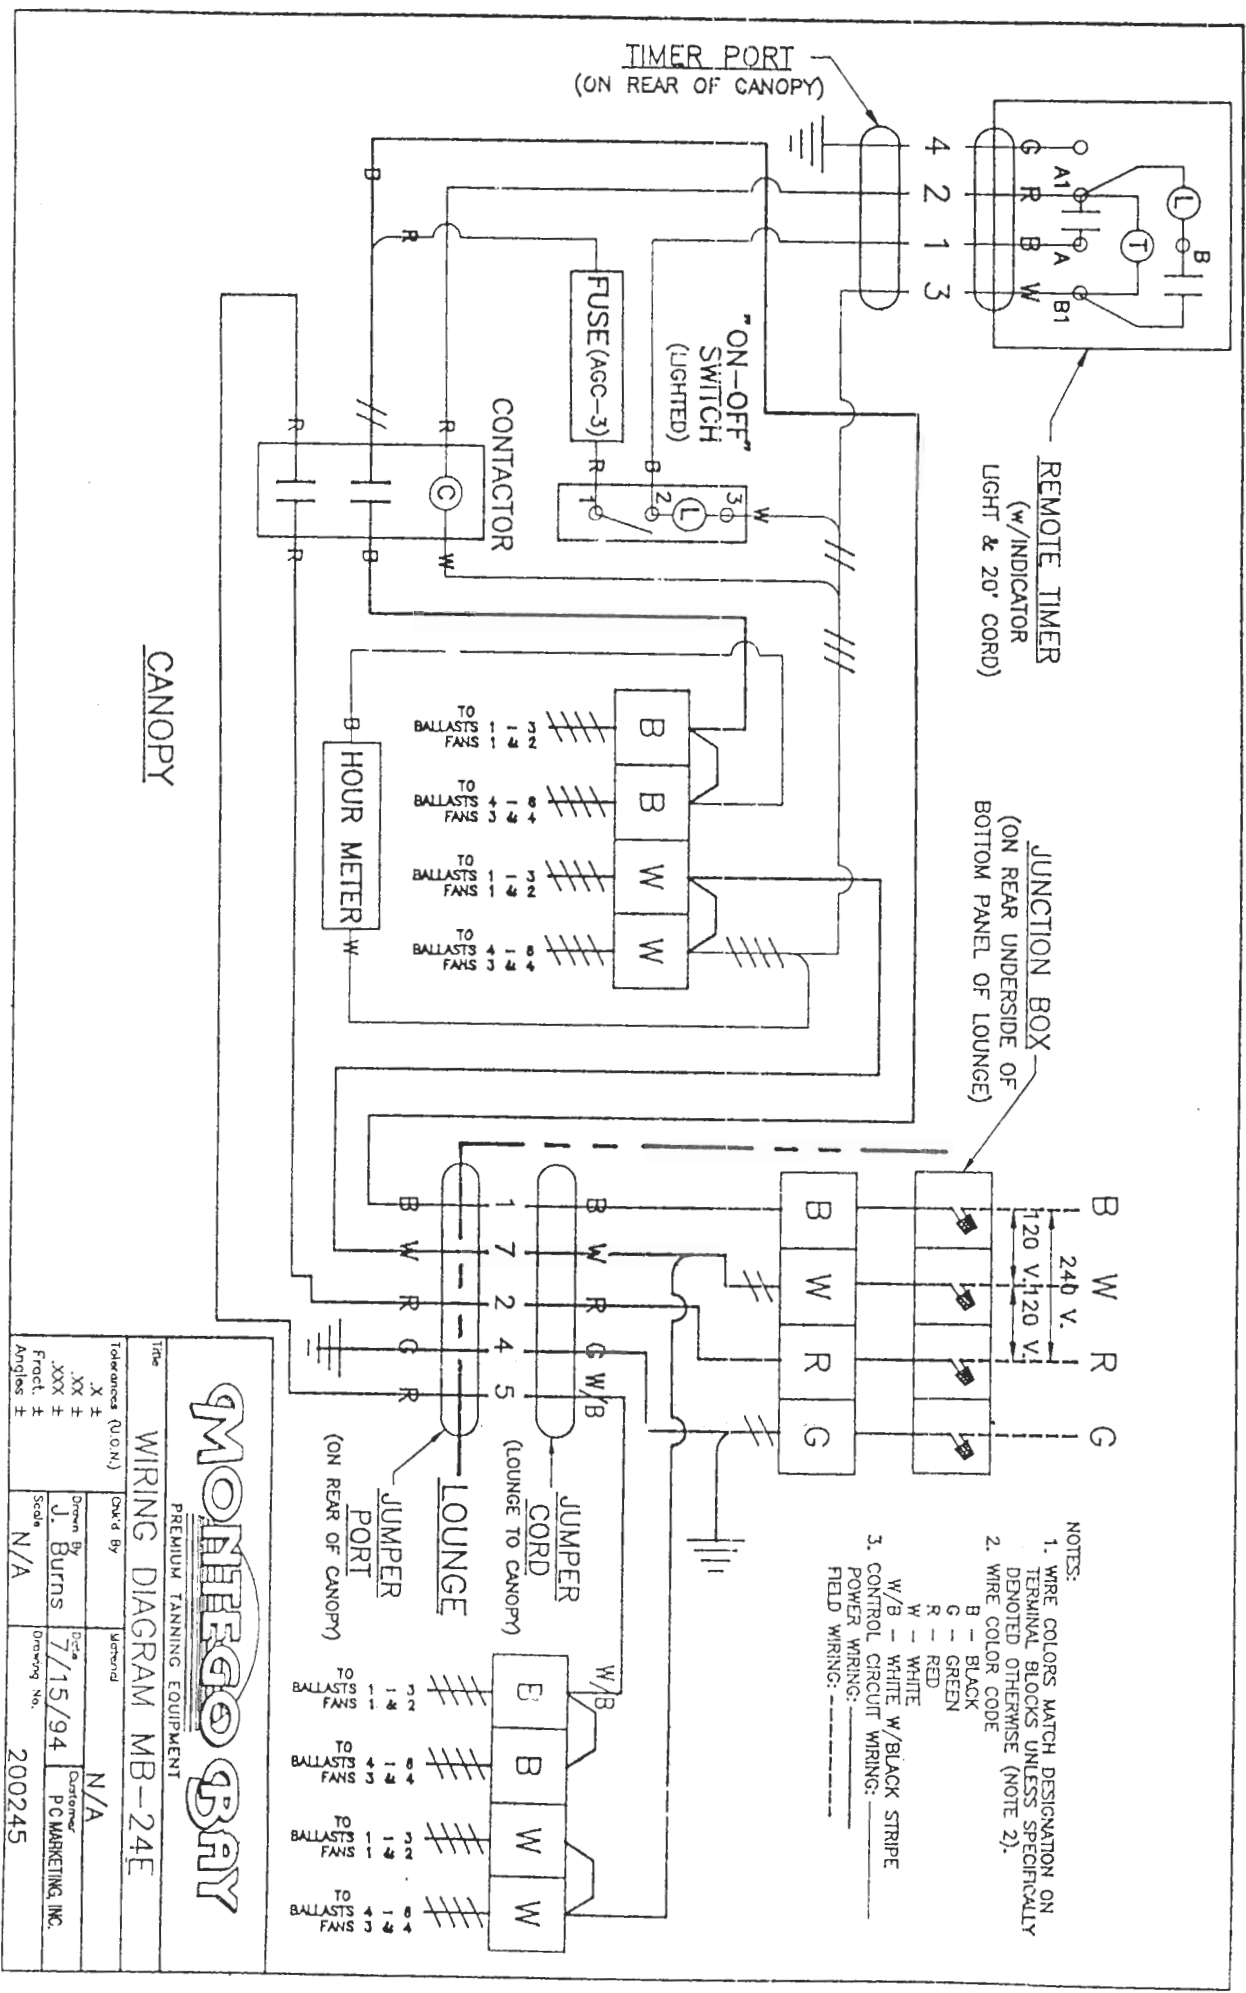 TIMER PORT
(ON REAR OF CANOPY)
4
2
1
3
G
R
B
W
A1
A
B1
L
T
B
REMOTE TIMER
(W/INDICATOR
LIGHT & 20' CORD)
B
R
FUSE (AGC-3)
"ON-OFF"
SWITCH
(LIGHTED)
R
B
1
2
L
3
W
CONTACTOR
R
R
C
R
B
W
CANOPY
B
HOUR METER
W
TO
BALLASTS 1 - 3
FANS 1 & 2
B
TO
BALLASTS 4 - 8
FANS 3 & 4
B
TO
BALLASTS 1 - 3
FANS 1 & 2
W
TO
BALLASTS 4 - 8
FANS 3 & 4
W
JUNCTION BOX
(ON REAR UNDERSIDE OF
BOTTOM PANEL OF LOUNGE)
B
W
R
G
120 V.
120 V.
240 V.
B
W
R
G
B 1 B
W 7 W
R 2 R
G 4 G
R 5 W/B
JUMPER
CORD
(LOUNGE TO CANOPY)
LOUNGE
JUMPER
PORT
(ON REAR OF CANOPY)
W/B
TO
BALLASTS 1 - 3
FANS 1 & 2
B
TO
BALLASTS 4 - 8
FANS 3 & 4
B
TO
BALLASTS 1 - 3
FANS 1 & 2
W
TO
BALLASTS 4 - 8
FANS 3 & 4
W
NOTES:
1. WIRE COLORS MATCH DESIGNATION ON
TERMINAL BLOCKS UNLESS SPECIFICALLY
DENOTED OTHERWISE (NOTE 2).
2. WIRE COLOR CODE
B - BLACK
G - GREEN
R - RED
W - WHITE
W/B - WHITE W/BLACK STRIPE
3. CONTROL CIRCUIT WIRING:
POWER WIRING:
FIELD WIRING:
MONTEGO BAY
PREMIUM TANNING EQUIPMENT
Title
WIRING DIAGRAM MB-24E
Tolerances (U.O.N.)
.X ±
.XX ±
.XXX ±
Fract. ±
Angles ±
Chk'd By
Material
N/A
Drawn By
J. Burns
Date
7/15/94
Customer
PC MARKETING, INC.
Scale
N/A
Drawing No.
200245